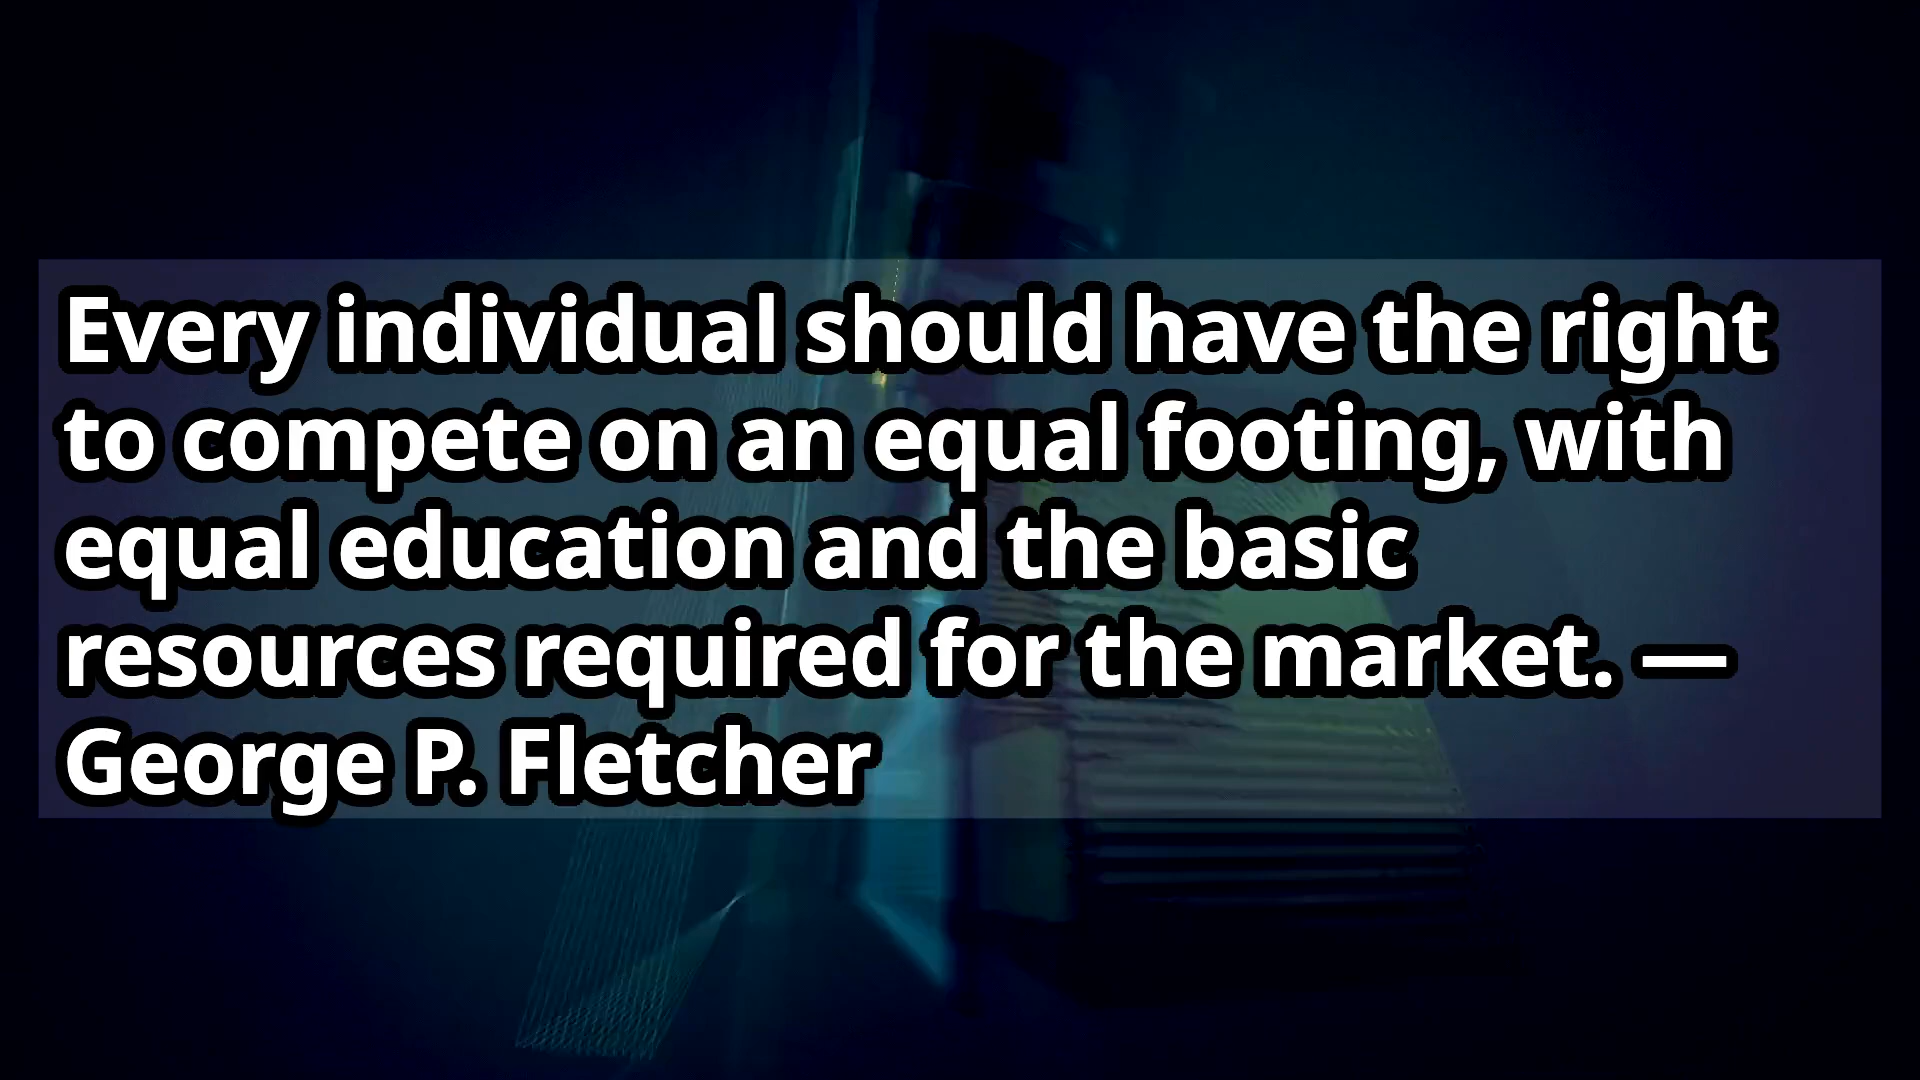 Every individual should have the right
to compete on an equal footing, with
equal education and the basic
resources required for the market. —
George P. Fletcher